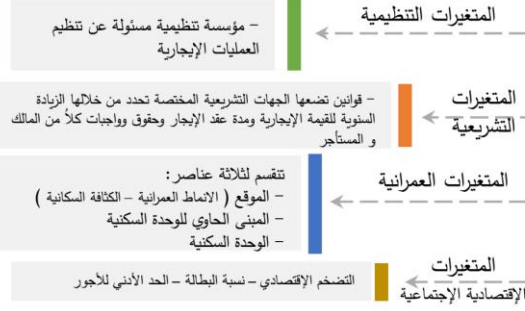 المتغيرات التنظيمية
– مؤسسة تنظيمية مسئولة عن تنظيم
العمليات الإيجارية
المتغيرات
التشريعية
– قوانين تضعها الجهات التشريعية المختصة تحدد من خلالها الزيادة
السنوية للقيمة الإيجارية ومدة عقد الإيجار وحقوق وواجبات كلاً من المالك
و المستأجر
المتغيرات العمرانية
تنقسم لثلاثة عناصر:
– الموقع ( الانماط العمرانية – الكثافة السكانية )
– المبنى الحاوي للوحدة السكنية
– الوحدة السكنية
المتغيرات
الإقتصادية الإجتماعية
التضخم الإقتصادي – نسبة البطالة – الحد الأدني للأجور